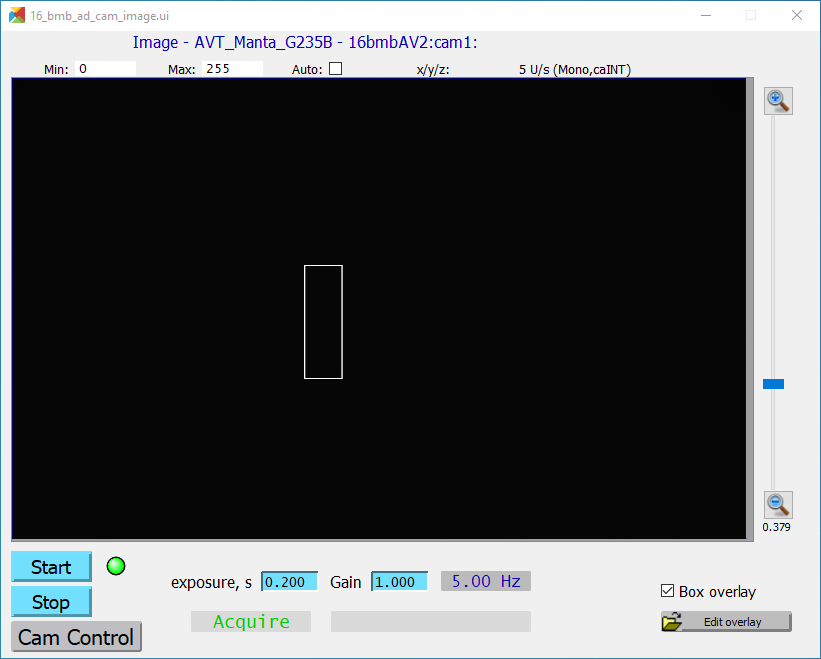 16_bmb_ad_cam_image.ui
Image - AVT_Manta_G235B - 16bmbAV2:cam1:
Min: 0 Max: 255 Auto: x/y/z: 5 U/s (Mono,caINT)
0.379
Start
exposure, s 0.200 Gain 1.000 5.00 Hz
Stop
Box overlay
Acquire
Edit overlay
Cam Control